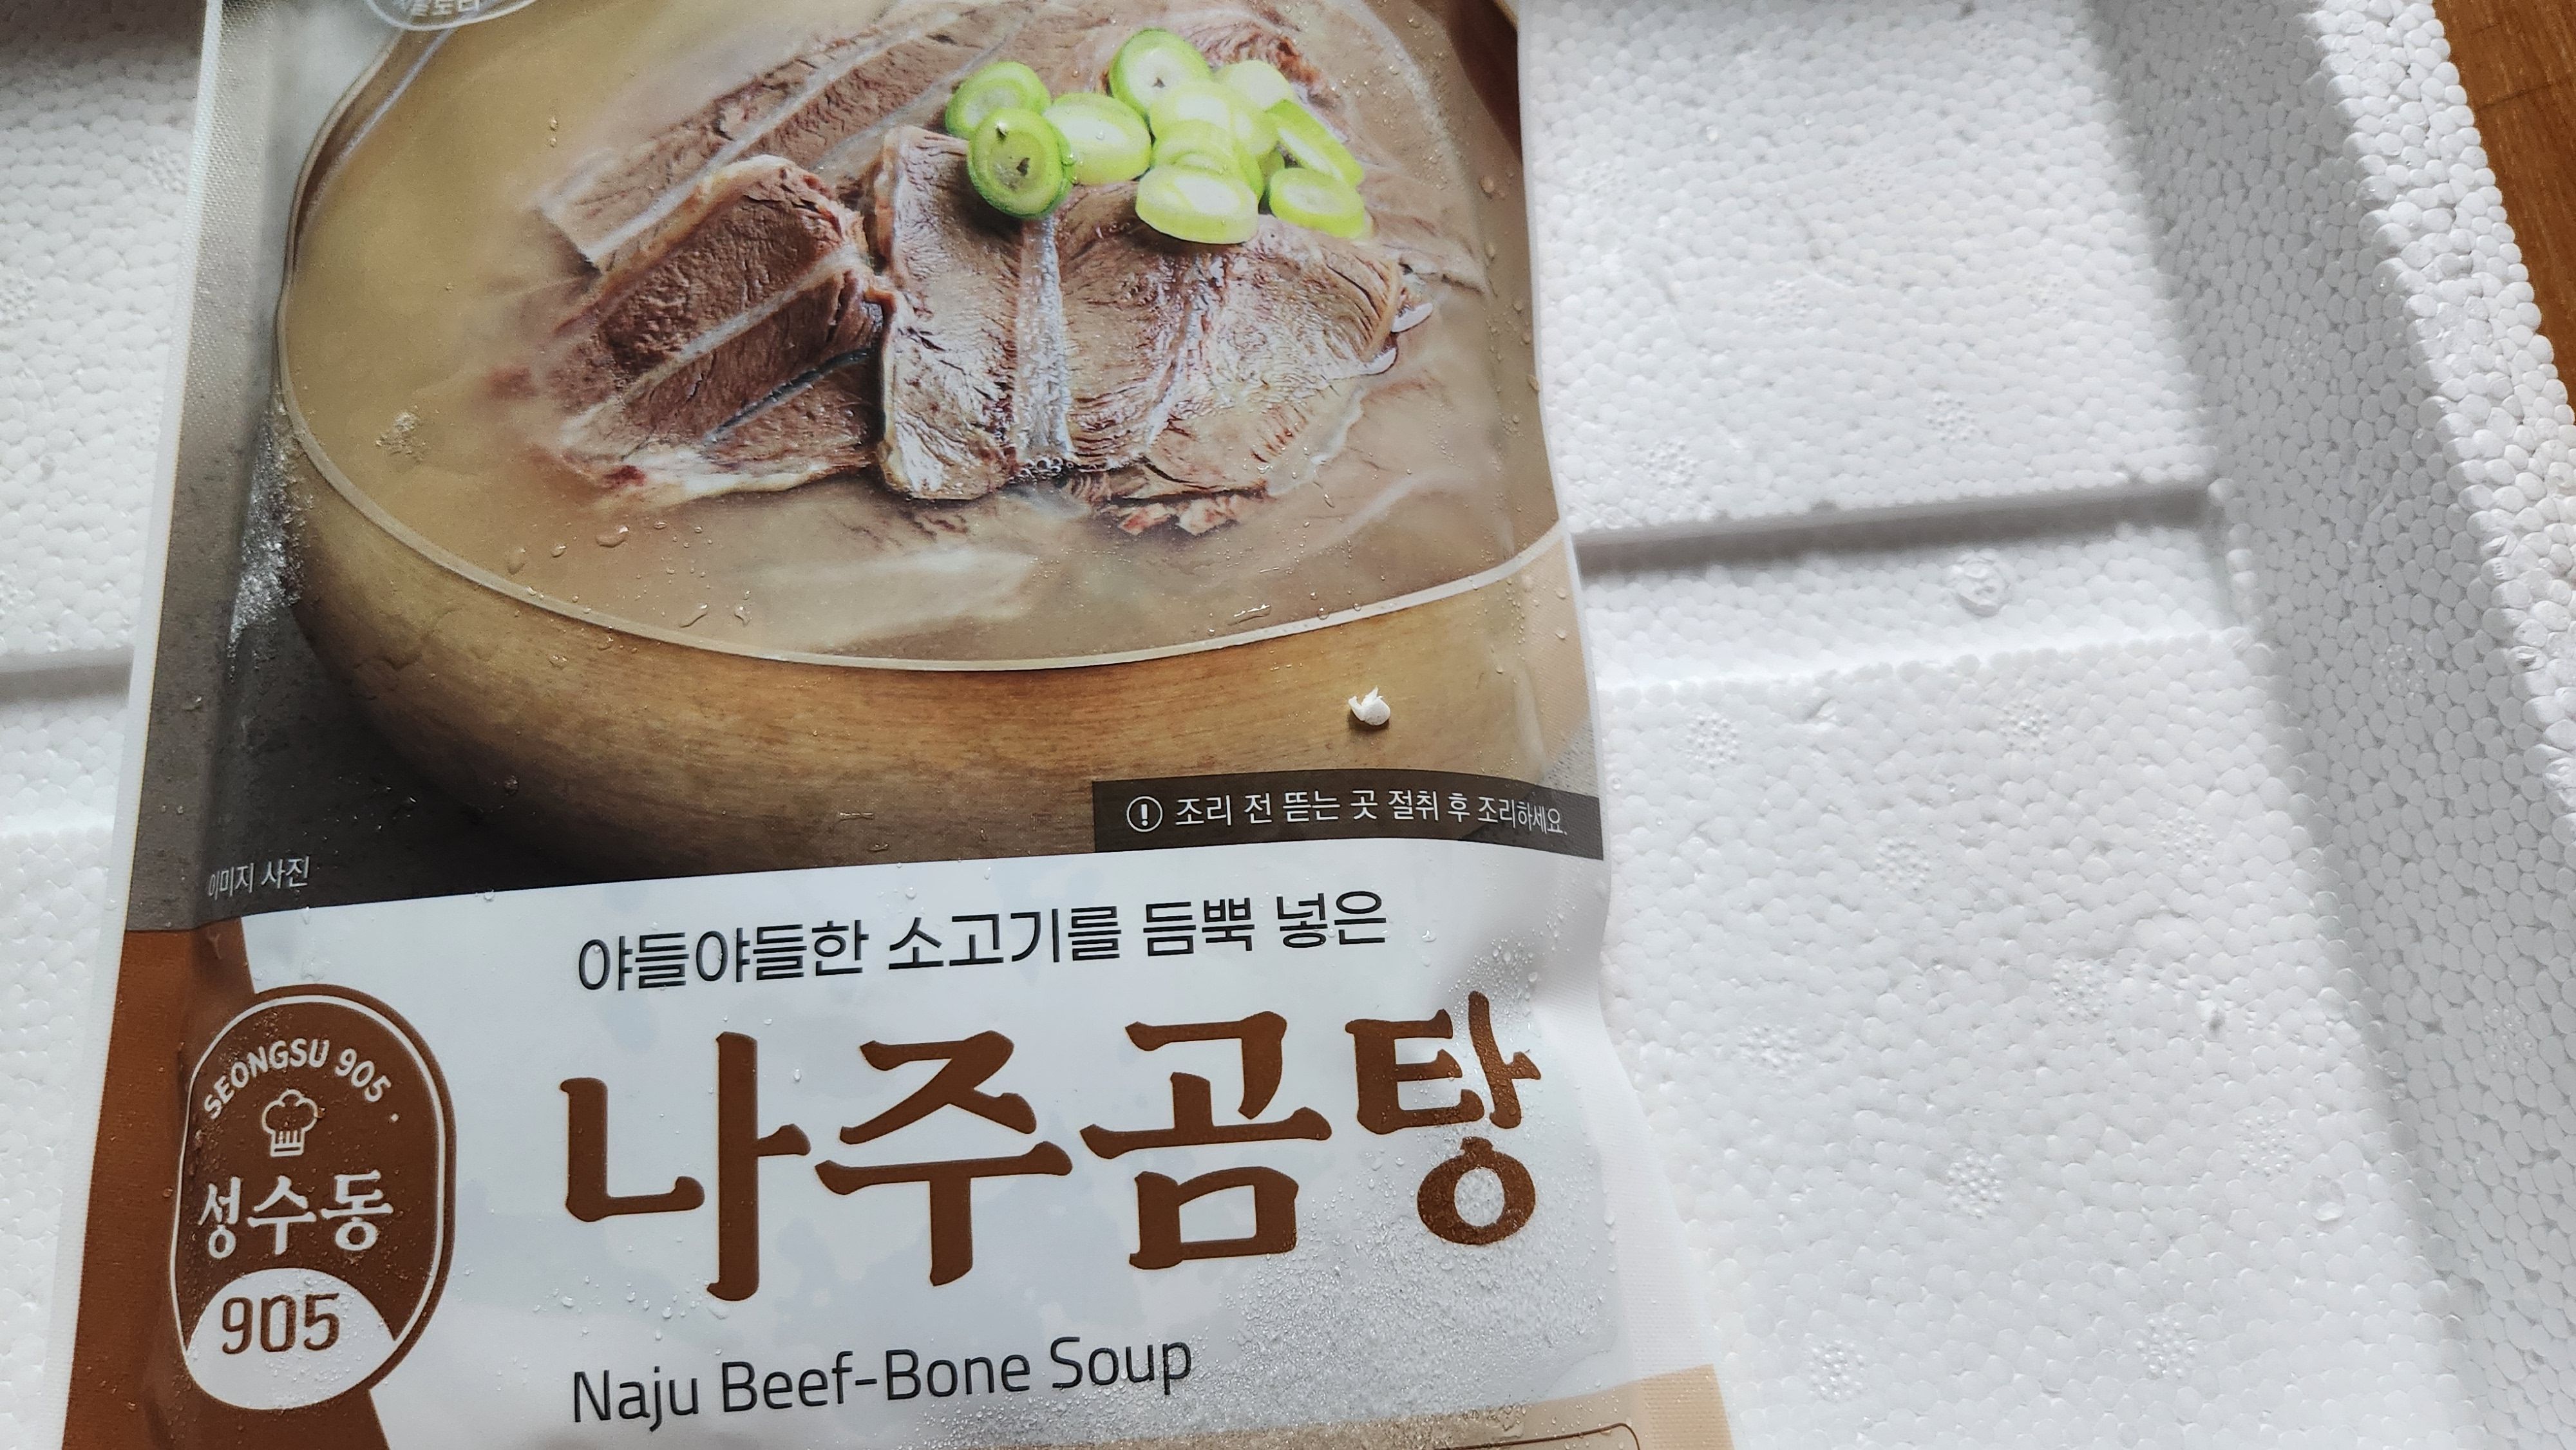 조리 전 뜯는 곳 절취 후 조리하세요.
이미지 사진
야들야들한 소고기를 듬뿍 넣은
나주곰탕
Naju Beef-Bone Soup
SEONGSU 905
성수동
905